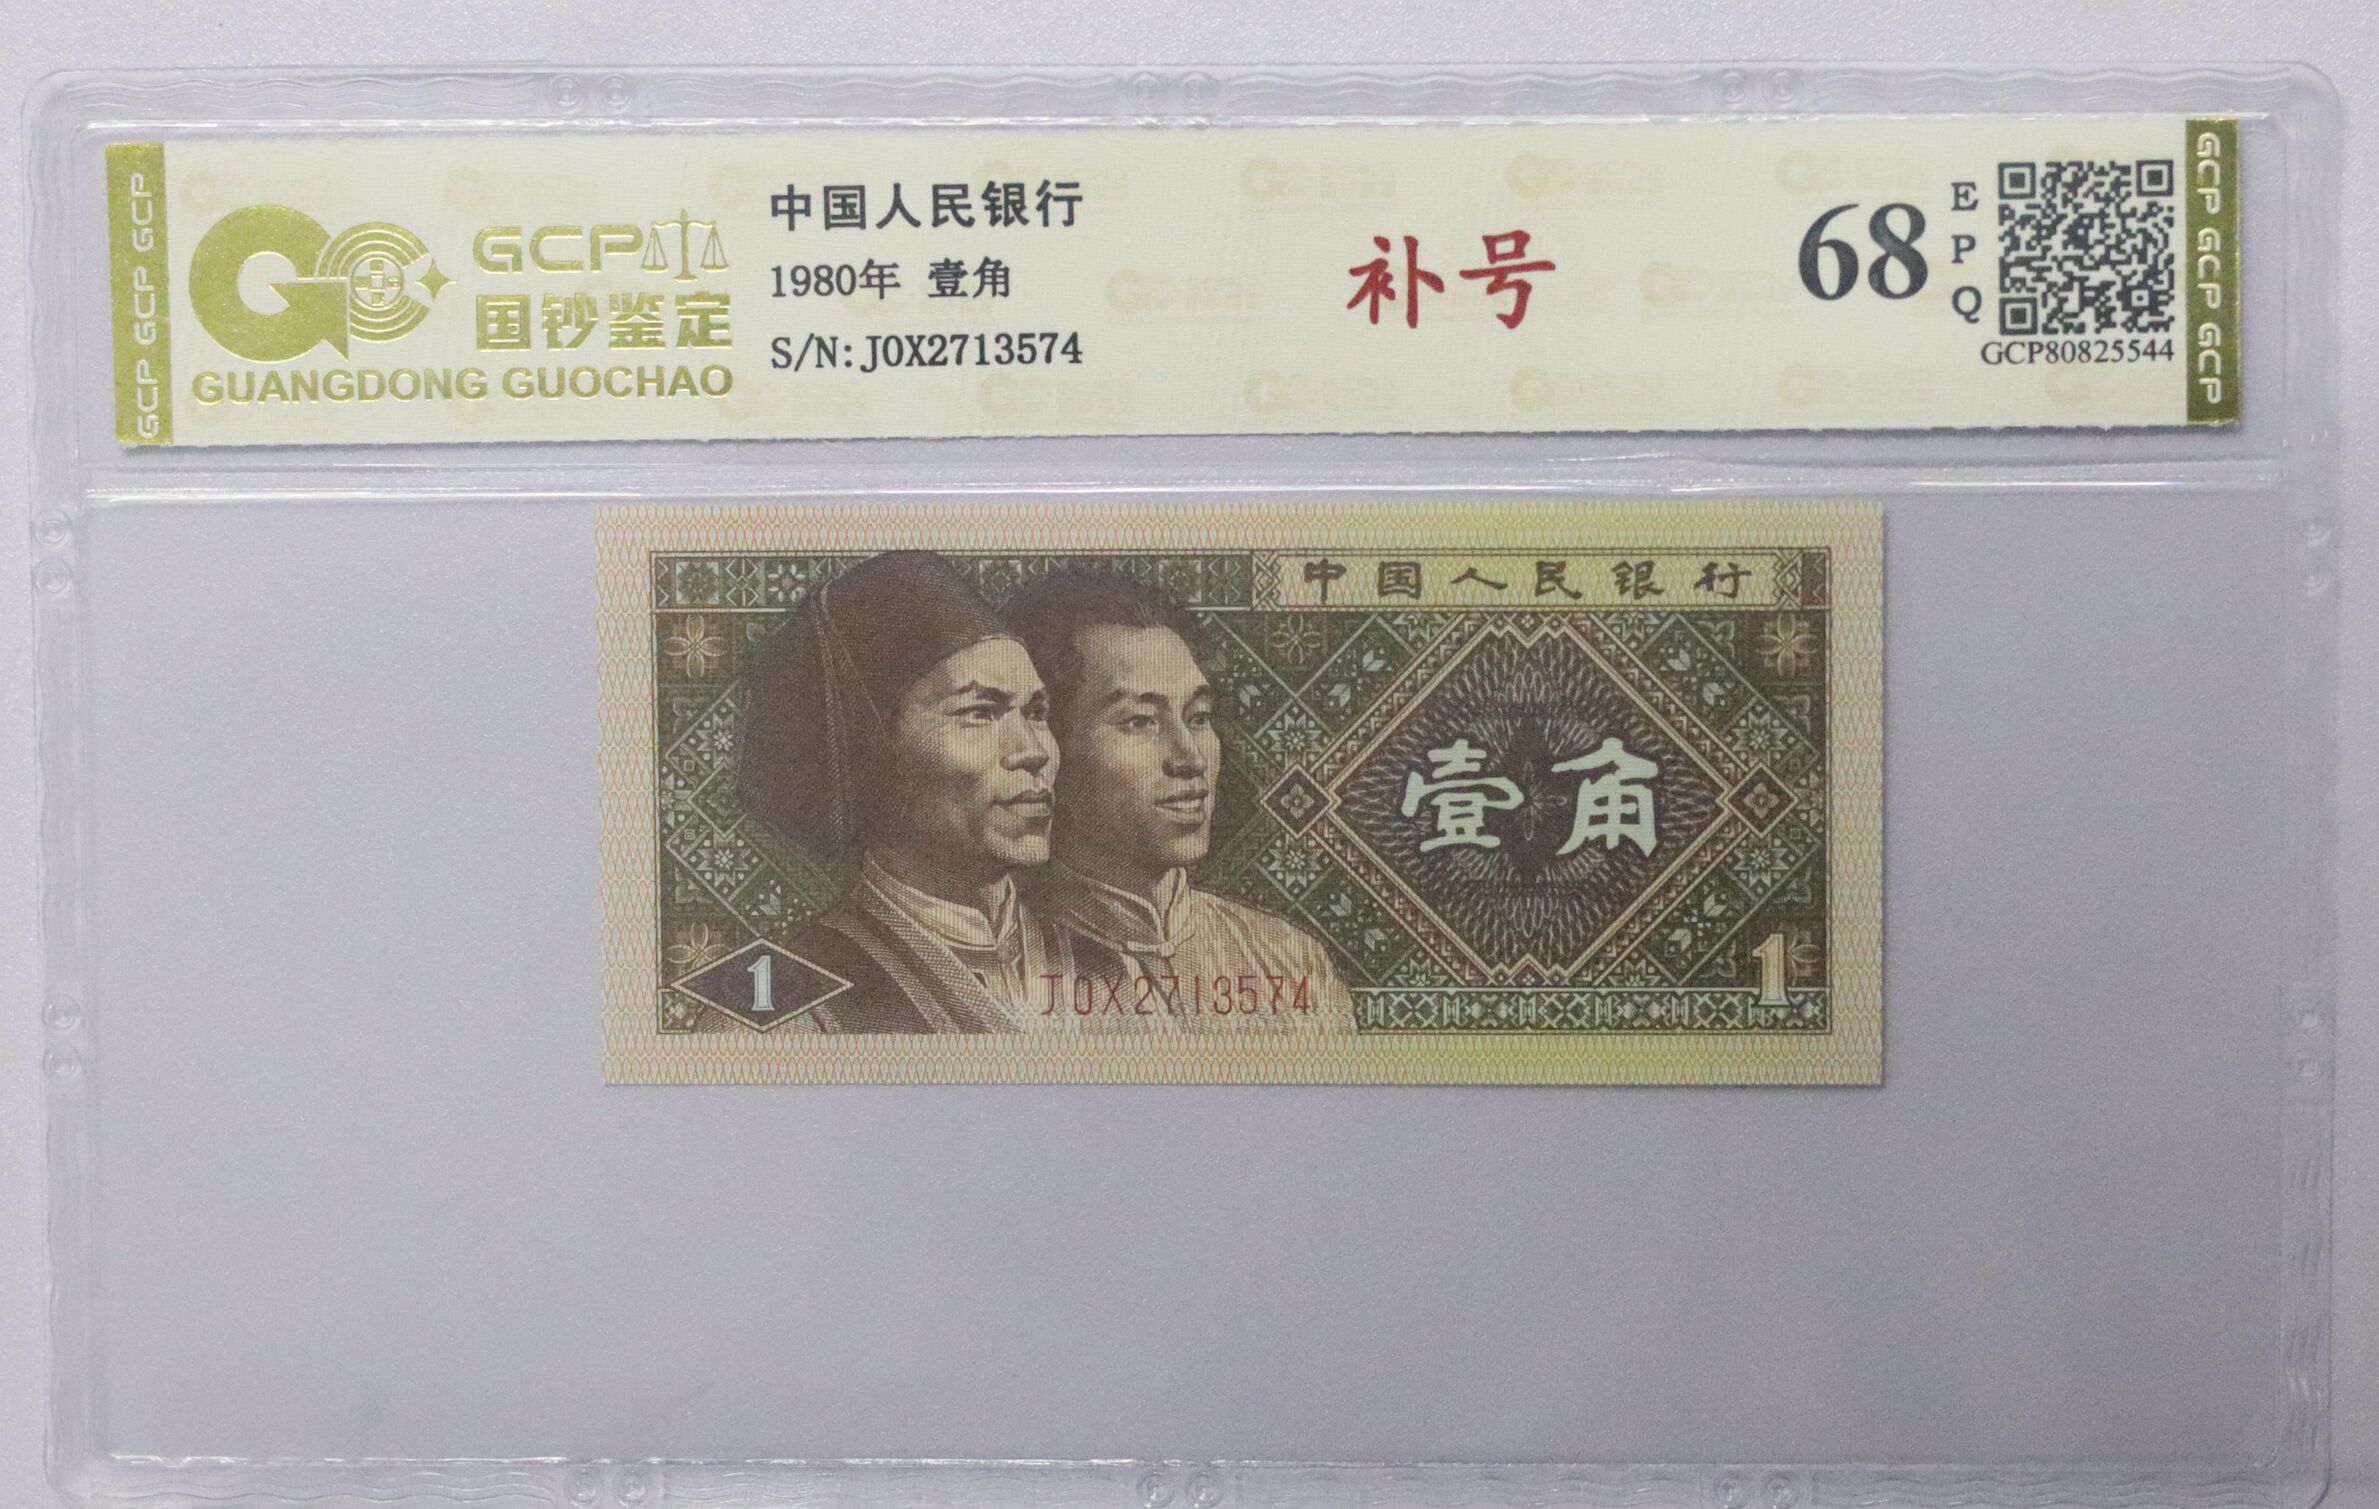 GCP GCP GCP
GCP
国钞鉴定
GUANGDONG GUOCHAO
中国人民银行
1980年 壹角
S/N: J0X2713574
补号
68
EPQ
GCP80825544
GCP GCP GCP
中国人民银行
壹角
1
J0X2713574
1